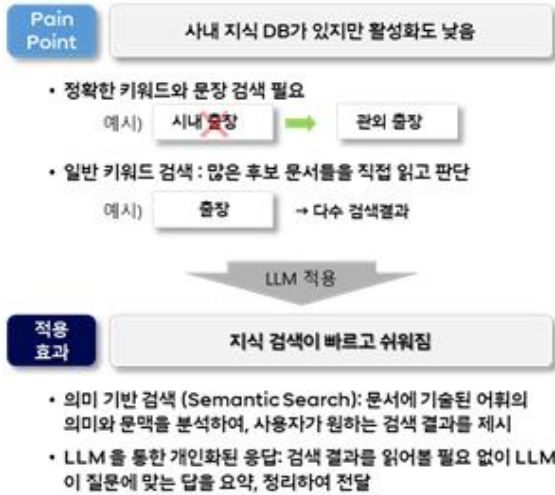 Pain
Point
사내 지식 DB가 있지만 활성화도 낮음
• 정확한 키워드와 문장 검색 필요
예시) 시내 출장 관외 출장
• 일반 키워드 검색 : 많은 후보 문서들을 직접 읽고 판단
예시) 출장 → 다수 검색결과
LLM 적용
적용
효과
지식 검색이 빠르고 쉬워짐
• 의미 기반 검색 (Semantic Search): 문서에 기술된 어휘의
의미와 문맥을 분석하여, 사용자가 원하는 검색 결과를 제시
• LLM 을 통한 개인화된 응답: 검색 결과를 읽어볼 필요 없이 LLM
이 질문에 맞는 답을 요약, 정리하여 전달